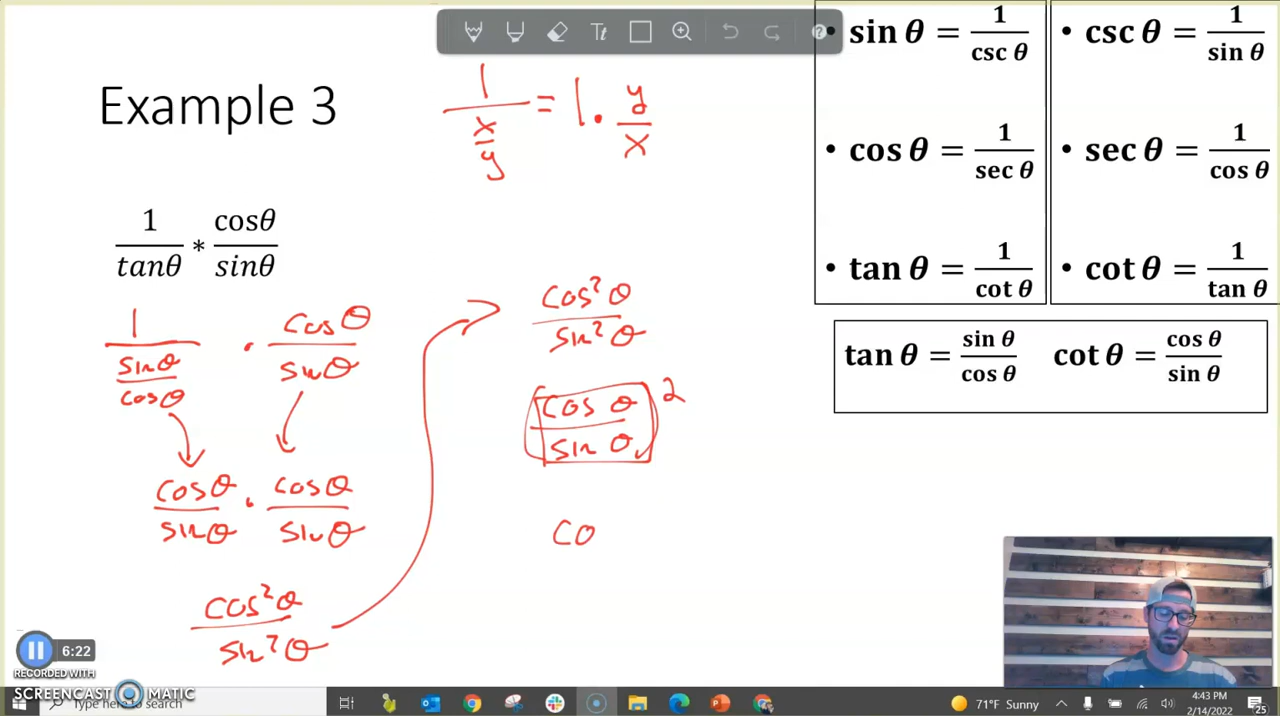 Example 3
1/tanθ * cosθ/sinθ
1/(x/y) = 1 · y/x
1/(sinθ/cosθ) · cosθ/sinθ
cosθ/sinθ · cosθ/sinθ
cos²θ/sin²θ
cos²θ/sin²θ
(cosθ/sinθ)²
co
• sin θ = 1/csc θ
• cos θ = 1/sec θ
• tan θ = 1/cot θ
• csc θ = 1/sin θ
• sec θ = 1/cos θ
• cot θ = 1/tan θ
tan θ = sin θ/cos θ cot θ = cos θ/sin θ
Tt
?
6:22
RECORDED WITH
SCREENCAST MATIC
Type here to search
71°F Sunny
4:43 PM
2/14/2022
25